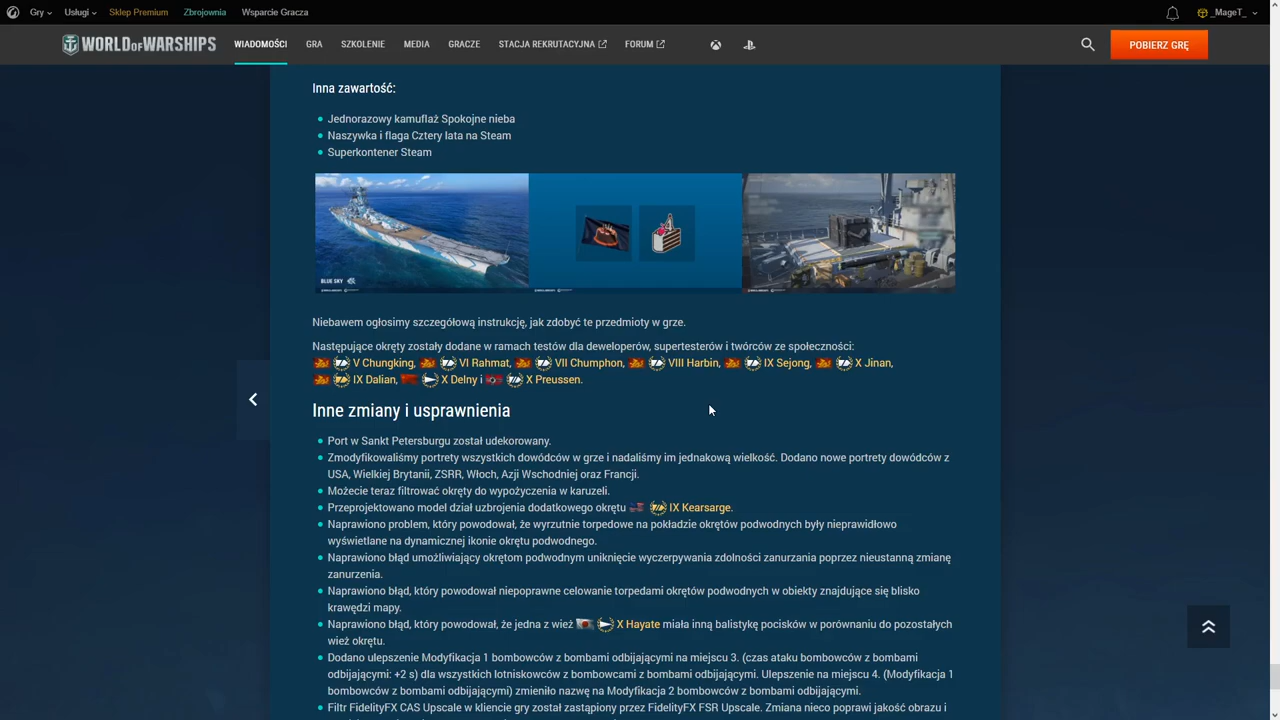 Gry Usługi Sklep Premium Zbrojownia Wsparcie Gracza _MageT_
WORLD OF WARSHIPS WIADOMOŚCI GRA SZKOLENIE MEDIA GRACZE STACJA REKRUTACYJNA FORUM POBIERZ GRĘ
Inna zawartość:
Jednorazowy kamuflaż Spokojne nieba
Naszywka i flaga Cztery lata na Steam
Superkontener Steam
BLUE SKY
Niebawem ogłosimy szczegółową instrukcję, jak zdobyć te przedmioty w grze.
Następujące okręty zostały dodane w ramach testów dla deweloperów, supertesterów i twórców ze społeczności:
V Chungking, VI Rahmat, VII Chumphon, VIII Harbin, IX Sejong, X Jinan,
IX Dalian, X Delny i X Preussen.
Inne zmiany i usprawnienia
Port w Sankt Petersburgu został udekorowany.
Zmodyfikowaliśmy portrety wszystkich dowódców w grze i nadaliśmy im jednakową wielkość. Dodano nowe portrety dowódców z
USA, Wielkiej Brytanii, ZSRR, Włoch, Azji Wschodniej oraz Francji.
Możecie teraz filtrować okręty do wypożyczenia w karuzeli.
Przeprojektowano model dział uzbrojenia dodatkowego okrętu IX Kearsarge.
Naprawiono problem, który powodował, że wyrzutnie torpedowe na pokładzie okrętów podwodnych były nieprawidłowo
wyświetlane na dynamicznej ikonie okrętu podwodnego.
Naprawiono błąd umożliwiający okrętom podwodnym uniknięcie wyczerpywania zdolności zanurzania poprzez nieustanną zmianę
zanurzenia.
Naprawiono błąd, który powodował niepoprawne celowanie torpedami okrętów podwodnych w obiekty znajdujące się blisko
krawędzi mapy.
Naprawiono błąd, który powodował, że jedna z wież X Hayate miała inną balistykę pocisków w porównaniu do pozostałych
wież okrętu.
Dodano ulepszenie Modyfikacja 1 bombowców z bombami odbijającymi na miejscu 3. (czas ataku bombowców z bombami
odbijającymi: +2 s) dla wszystkich lotniskowców z bombowcami z bombami odbijającymi. Ulepszenie na miejscu 4. (Modyfikacja 1
bombowców z bombami odbijającymi) zmieniło nazwę na Modyfikacja 2 bombowców z bombami odbijającymi.
Filtr FidelityFX CAS Upscale w kliencie gry został zastąpiony przez FidelityFX FSR Upscale. Zmiana nieco poprawi jakość obrazu i